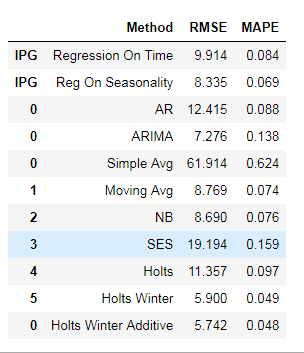 Method RMSE MAPE
IPG Regression On Time 9.914 0.084
IPG Reg On Seasonality 8.335 0.069
0 AR 12.415 0.088
0 ARIMA 7.276 0.138
0 Simple Avg 61.914 0.624
1 Moving Avg 8.769 0.074
2 NB 8.690 0.076
3 SES 19.194 0.159
4 Holts 11.357 0.097
5 Holts Winter 5.900 0.049
0 Holts Winter Additive 5.742 0.048